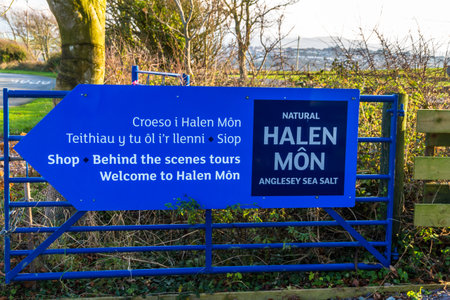 Croeso i Halen Môn
Teithiau y tu ôl i'r llenni • Siop
Shop • Behind the scenes tours
Welcome to Halen Môn
NATURAL
HALEN
MÔN
ANGLESEY SEA SALT